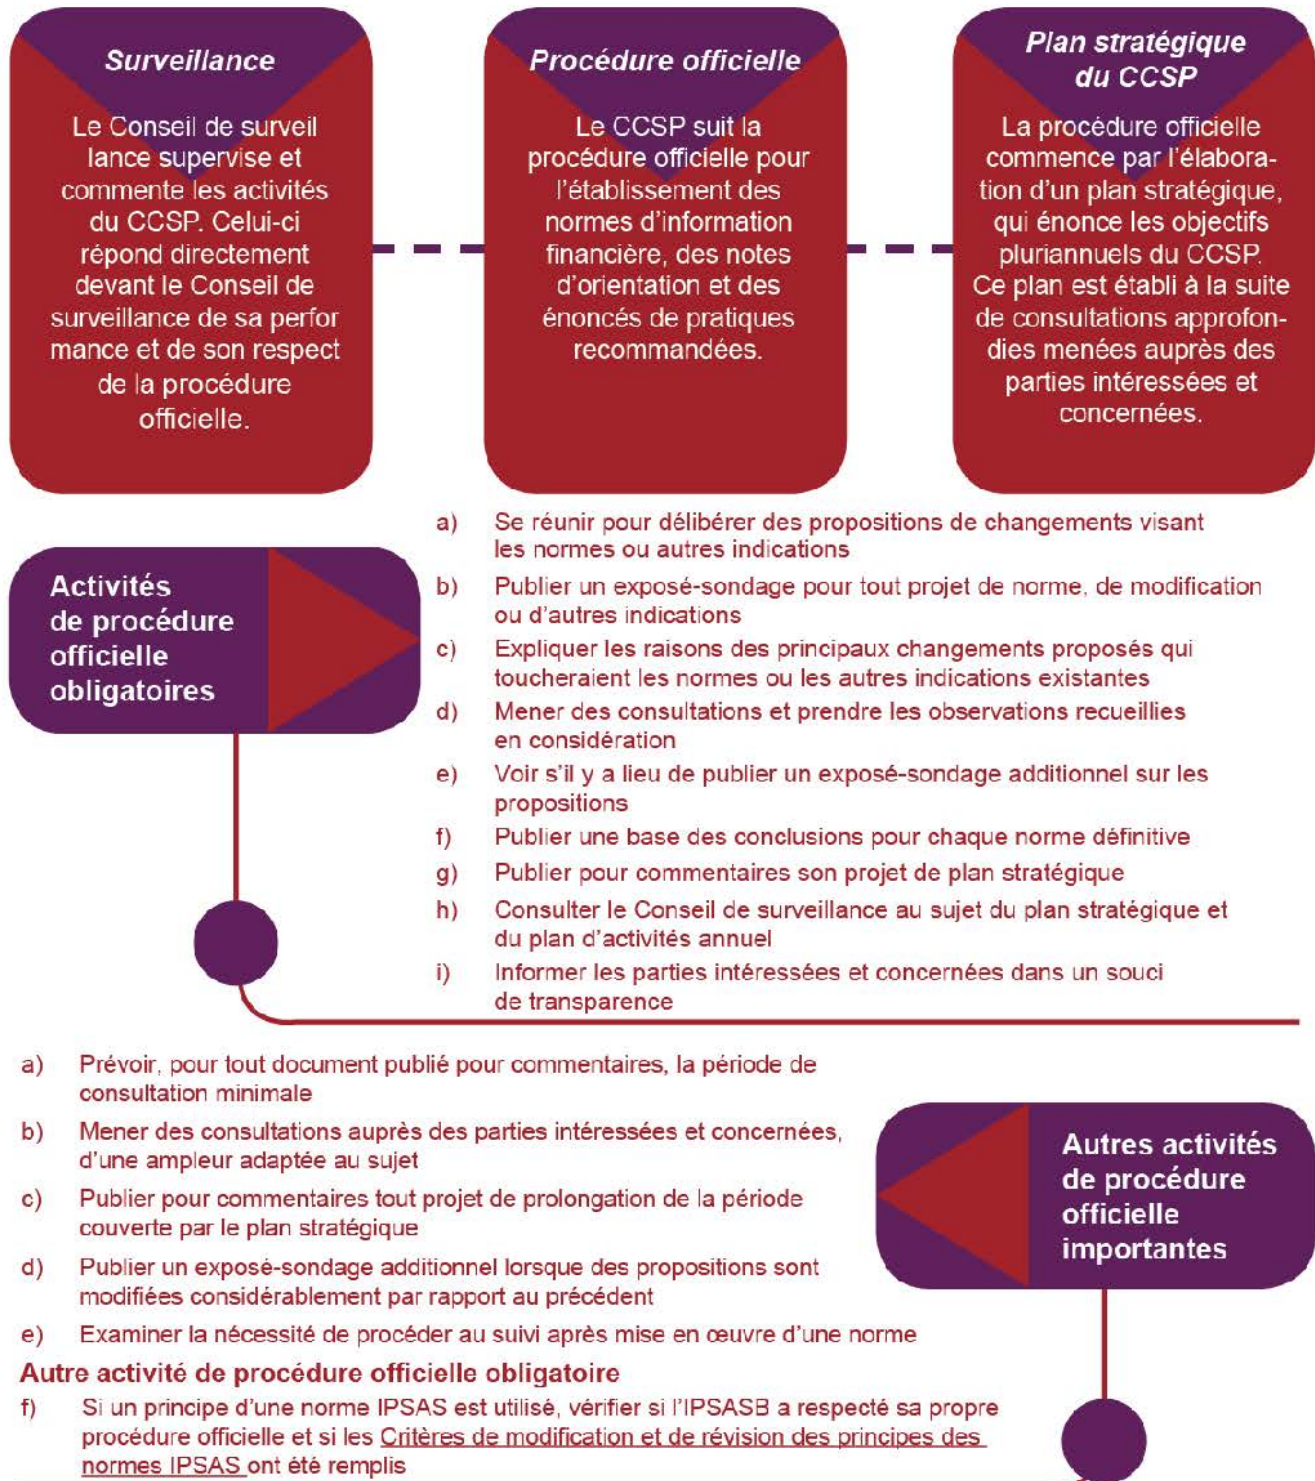 Surveillance
Le Conseil de surveil
lance supervise et
commente les activités
du CCSP. Celui-ci
répond directement
devant le Conseil de
surveillance de sa perfor
mance et de son respect
de la procédure
officielle.
Procédure officielle
Le CCSP suit la
procédure officielle pour
l'établissement des
normes d'information
financière, des notes
d'orientation et des
énoncés de pratiques
recommandées.
Plan stratégique
du CCSP
La procédure officielle
commence par l'élabora-
tion d'un plan stratégique,
qui énonce les objectifs
pluriannuels du CCSP.
Ce plan est établi à la suite
de consultations approfon-
dies menées auprès des
parties intéressées et
concernées.
Activités
de procédure
officielle
obligatoires
a) Se réunir pour délibérer des propositions de changements visant
les normes ou autres indications
b) Publier un exposé-sondage pour tout projet de norme, de modification
ou d'autres indications
c) Expliquer les raisons des principaux changements proposés qui
toucheraient les normes ou les autres indications existantes
d) Mener des consultations et prendre les observations recueillies
en considération
e) Voir s'il y a lieu de publier un exposé-sondage additionnel sur les
propositions
f) Publier une base des conclusions pour chaque norme définitive
g) Publier pour commentaires son projet de plan stratégique
h) Consulter le Conseil de surveillance au sujet du plan stratégique et
du plan d'activités annuel
i) Informer les parties intéressées et concernées dans un souci
de transparence
a) Prévoir, pour tout document publié pour commentaires, la période de
consultation minimale
b) Mener des consultations auprès des parties intéressées et concernées,
d'une ampleur adaptée au sujet
c) Publier pour commentaires tout projet de prolongation de la période
couverte par le plan stratégique
d) Publier un exposé-sondage additionnel lorsque des propositions sont
modifiées considérablement par rapport au précédent
e) Examiner la nécessité de procéder au suivi après mise en œuvre d'une norme
Autre activité de procédure officielle obligatoire
f) Si un principe d'une norme IPSAS est utilisé, vérifier si l'IPSASB a respecté sa propre
procédure officielle et si les Critères de modification et de révision des principes des
normes IPSAS ont été remplis
Autres activités
de procédure
officielle
importantes